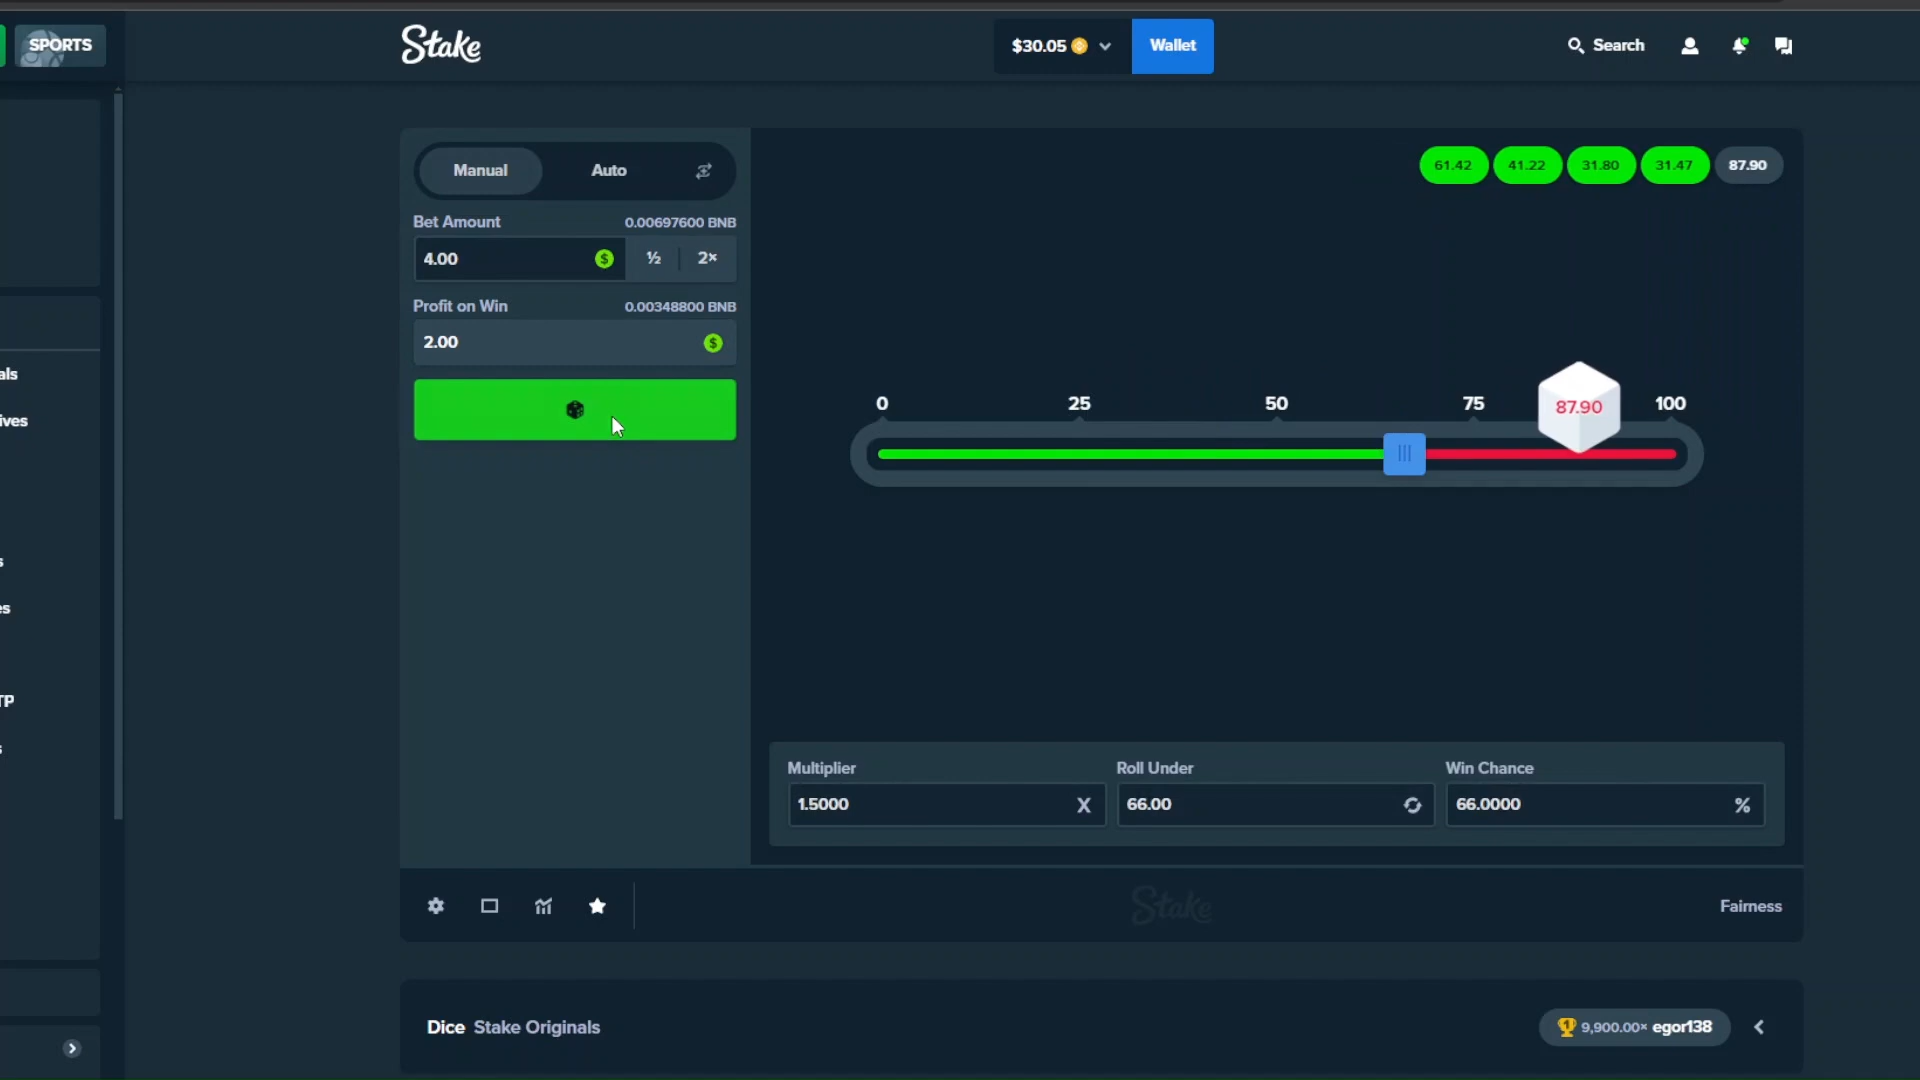 SPORTS
Stake
$30.05
Wallet
Search
Manual
Auto
61.42
41.22
31.80
31.47
87.90
Bet Amount
0.00697600 BNB
4.00
½
2×
Profit on Win
0.00348800 BNB
2.00
0
25
50
75
100
87.90
als
ives
s
es
TP
s
Multiplier
Roll Under
Win Chance
1.5000
X
66.00
66.0000
%
Stake
Fairness
Dice Stake Originals
9,900.00× egor138